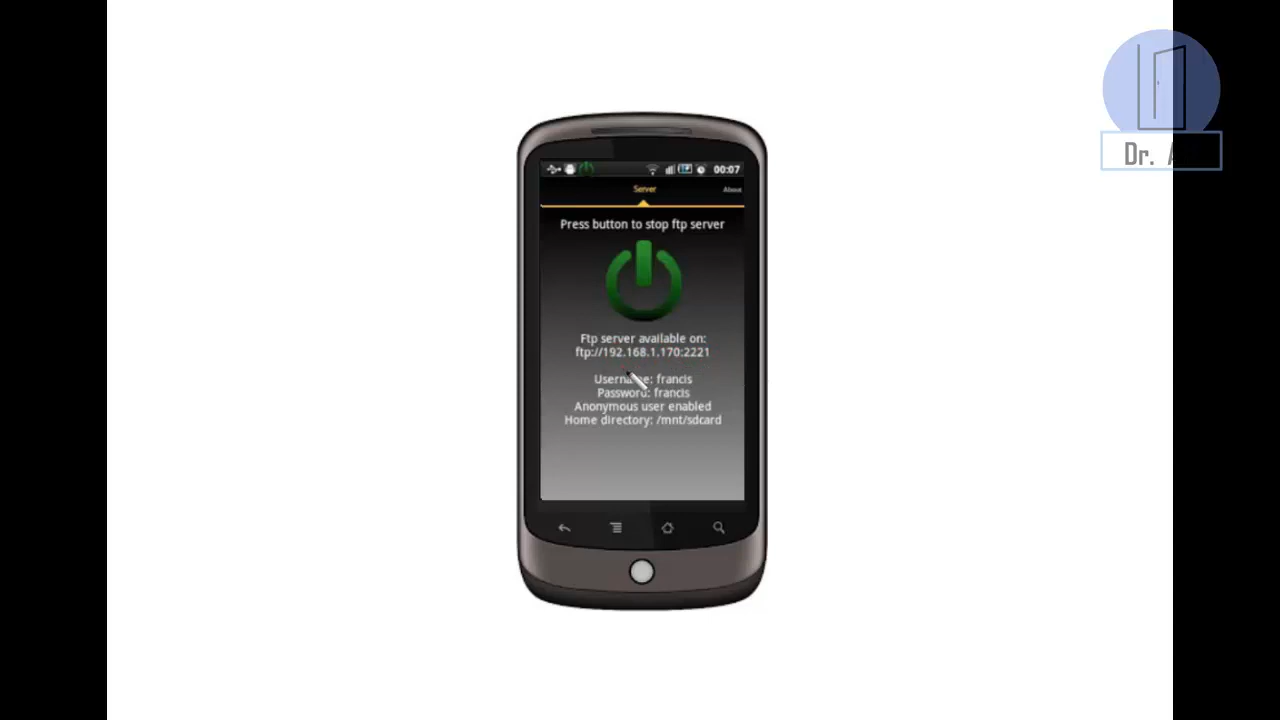 Dr. A
00:07
Server
About
Press button to stop ftp server
Ftp server available on:
ftp://192.168.1.170:2221
Username: francis
Password: francis
Anonymous user enabled
Home directory: /mnt/sdcard